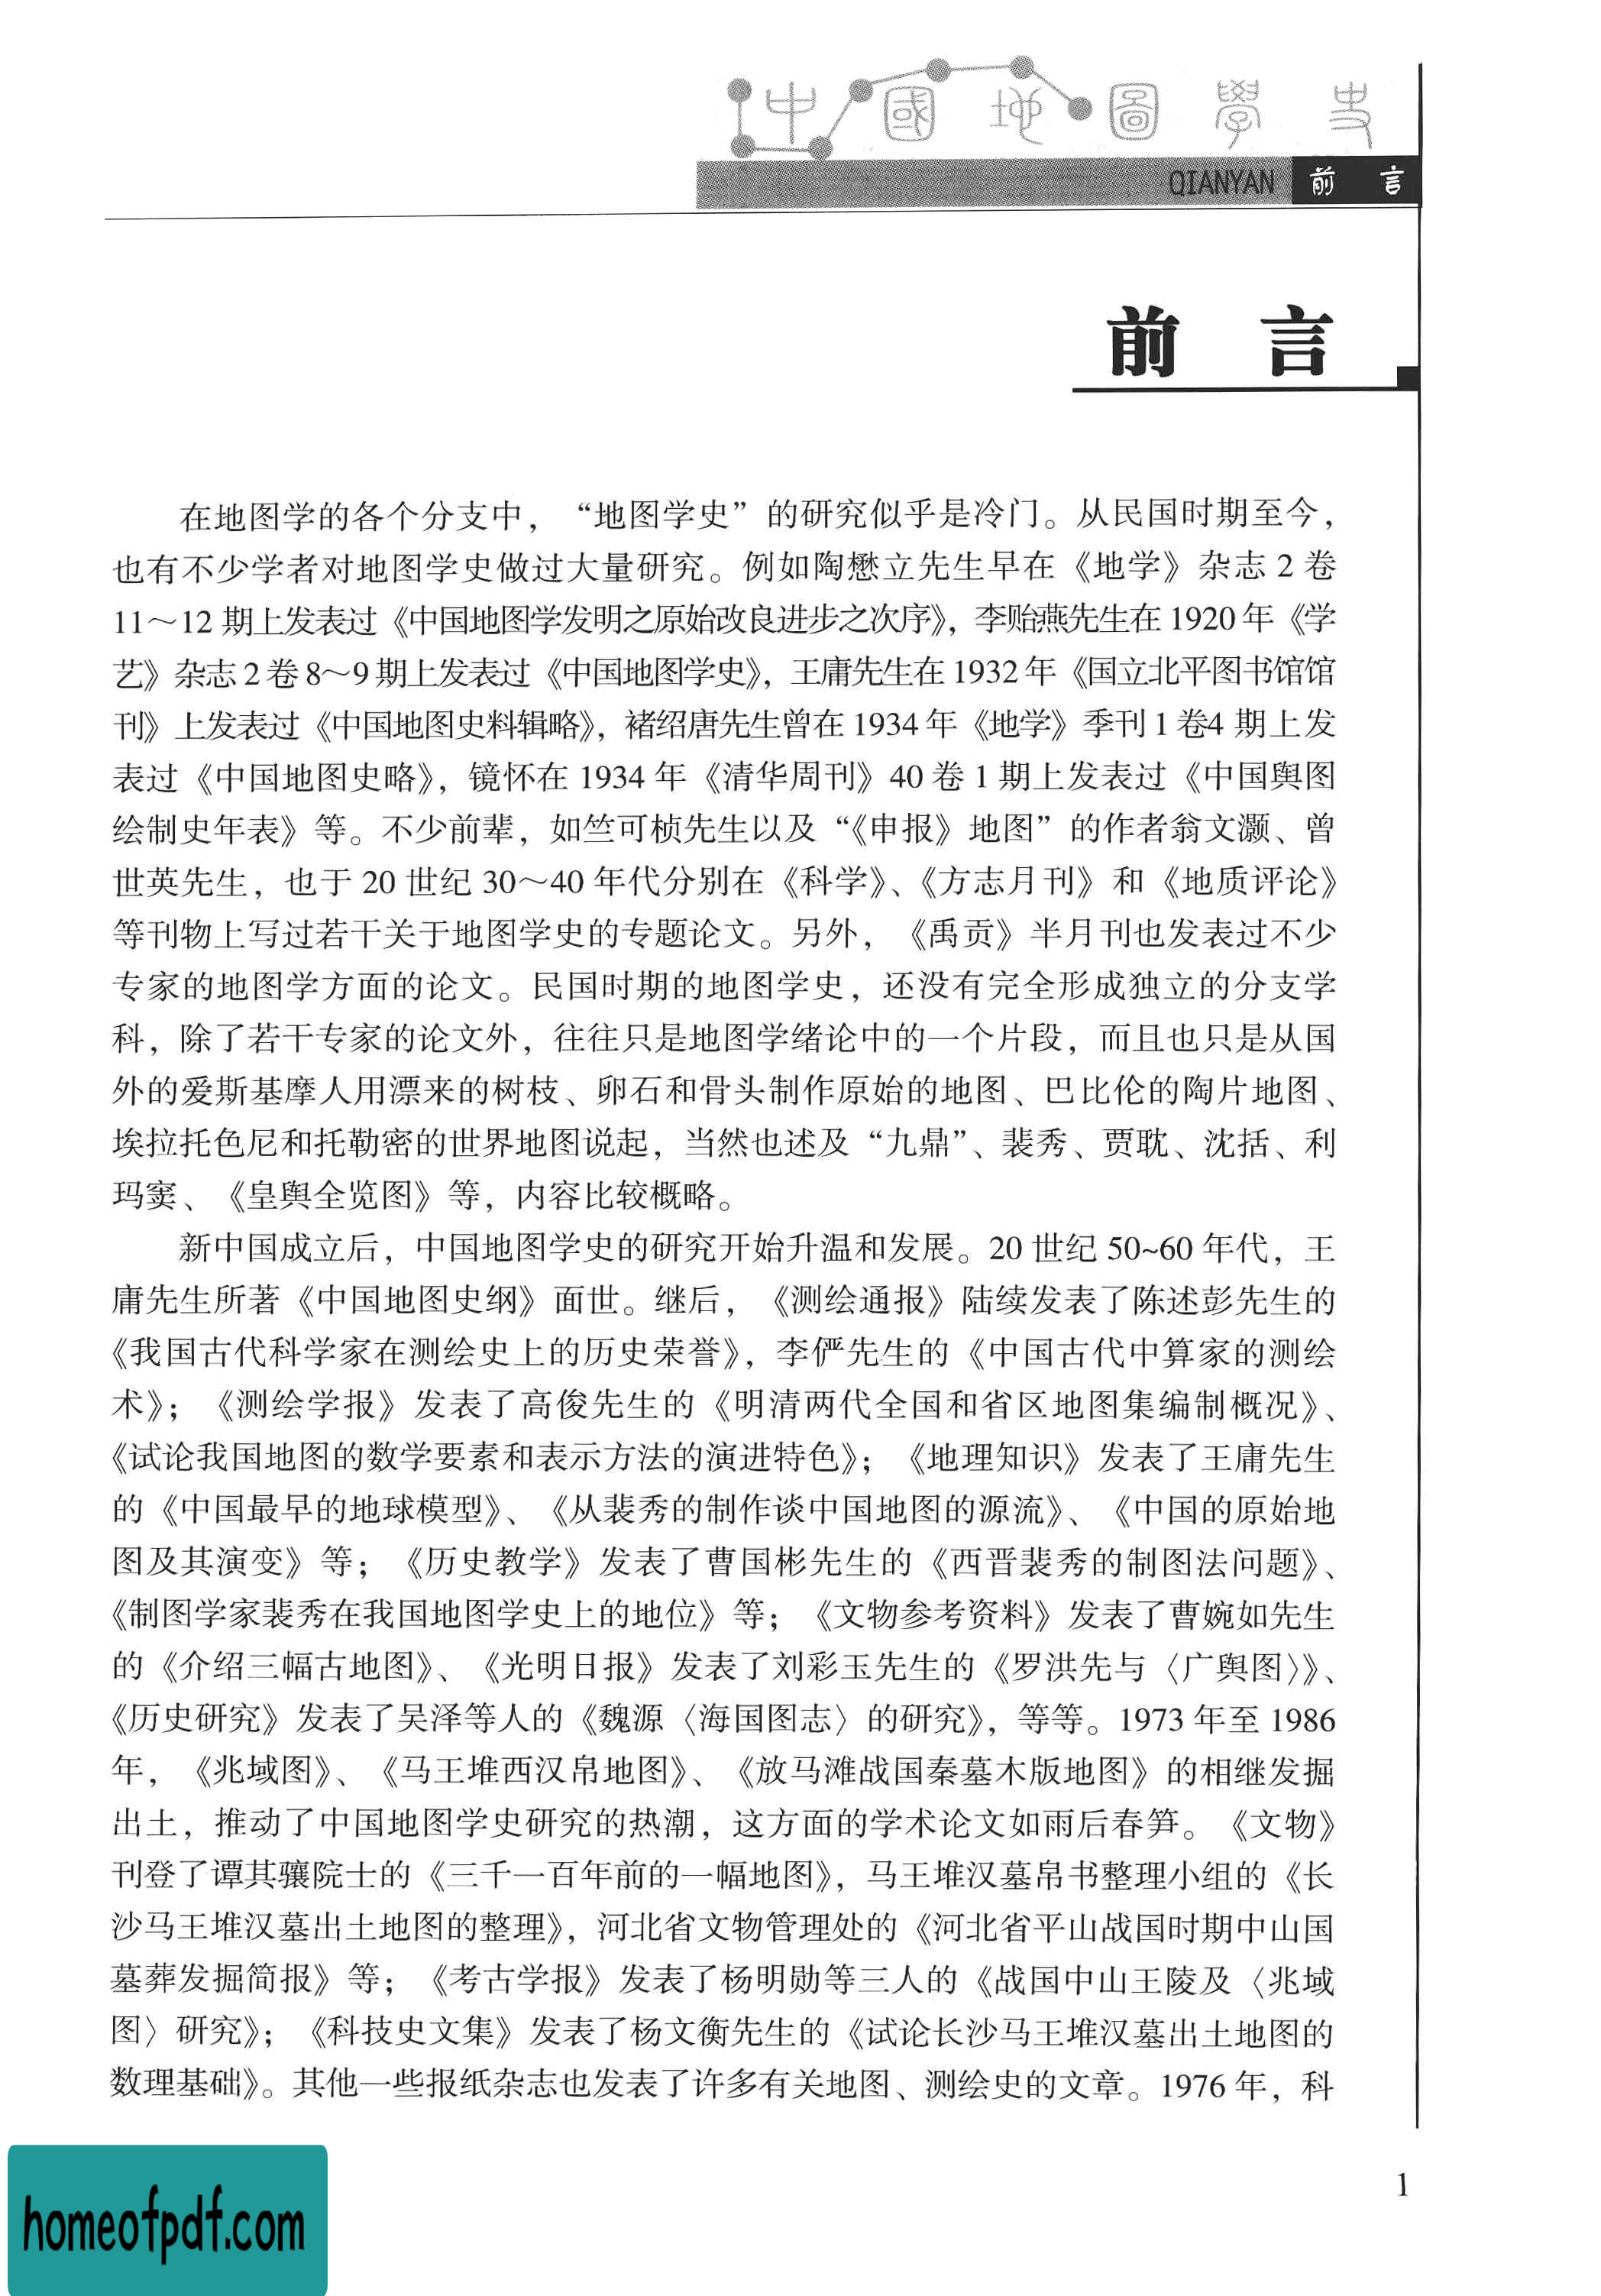 中國地圖學史
QIANYAN 前 言
前 言
在地图学的各个分支中，“地图学史”的研究似乎是冷门。从民国时期至今，
也有不少学者对地图学史做过大量研究。例如陶懋立先生早在《地学》杂志 2 卷
11～12 期上发表过《中国地图学发明之原始改良进步之次序》，李贻燕先生在 1920 年《学
艺》杂志 2 卷 8～9 期上发表过《中国地图学史》，王庸先生在 1932 年《国立北平图书馆馆
刊》上发表过《中国地图史料辑略》，褚绍唐先生曾在 1934 年《地学》季刊 1 卷4 期上发
表过《中国地图史略》，镜怀在 1934 年《清华周刊》40 卷 1 期上发表过《中国舆图
绘制史年表》等。不少前辈，如竺可桢先生以及“《申报》地图”的作者翁文灏、曾
世英先生，也于 20 世纪 30～40 年代分别在《科学》、《方志月刊》和《地质评论》
等刊物上写过若干关于地图学史的专题论文。另外，《禹贡》半月刊也发表过不少
专家的地图学方面的论文。民国时期的地图学史，还没有完全形成独立的分支学
科，除了若干专家的论文外，往往只是地图学绪论中的一个片段，而且也只是从国
外的爱斯基摩人用漂来的树枝、卵石和骨头制作原始的地图、巴比伦的陶片地图、
埃拉托色尼和托勒密的世界地图说起，当然也述及“九鼎”、裴秀、贾耽、沈括、利
玛窦、《皇舆全览图》等，内容比较概略。
新中国成立后，中国地图学史的研究开始升温和发展。20 世纪 50~60 年代，王
庸先生所著《中国地图史纲》面世。继后，《测绘通报》陆续发表了陈述彭先生的
《我国古代科学家在测绘史上的历史荣誉》，李俨先生的《中国古代中算家的测绘
术》；《测绘学报》发表了高俊先生的《明清两代全国和省区地图集编制概况》、
《试论我国地图的数学要素和表示方法的演进特色》；《地理知识》发表了王庸先生
的《中国最早的地球模型》、《从裴秀的制作谈中国地图的源流》、《中国的原始地
图及其演变》等；《历史教学》发表了曹国彬先生的《西晋裴秀的制图法问题》、
《制图学家裴秀在我国地图学史上的地位》等；《文物参考资料》发表了曹婉如先生
的《介绍三幅古地图》、《光明日报》发表了刘彩玉先生的《罗洪先与〈广舆图〉》、
《历史研究》发表了吴泽等人的《魏源〈海国图志〉的研究》，等等。1973 年至 1986
年，《兆域图》、《马王堆西汉帛地图》、《放马滩战国秦墓木版地图》的相继发掘
出土，推动了中国地图学史研究的热潮，这方面的学术论文如雨后春笋。《文物》
刊登了谭其骧院士的《三千一百年前的一幅地图》，马王堆汉墓帛书整理小组的《长
沙马王堆汉墓出土地图的整理》，河北省文物管理处的《河北省平山战国时期中山国
墓葬发掘简报》等；《考古学报》发表了杨明勋等三人的《战国中山王陵及〈兆域
图〉研究》；《科技史文集》发表了杨文衡先生的《试论长沙马王堆汉墓出土地图的
数理基础》。其他一些报纸杂志也发表了许多有关地图、测绘史的文章。1976 年，科
1
homeofpdf.com